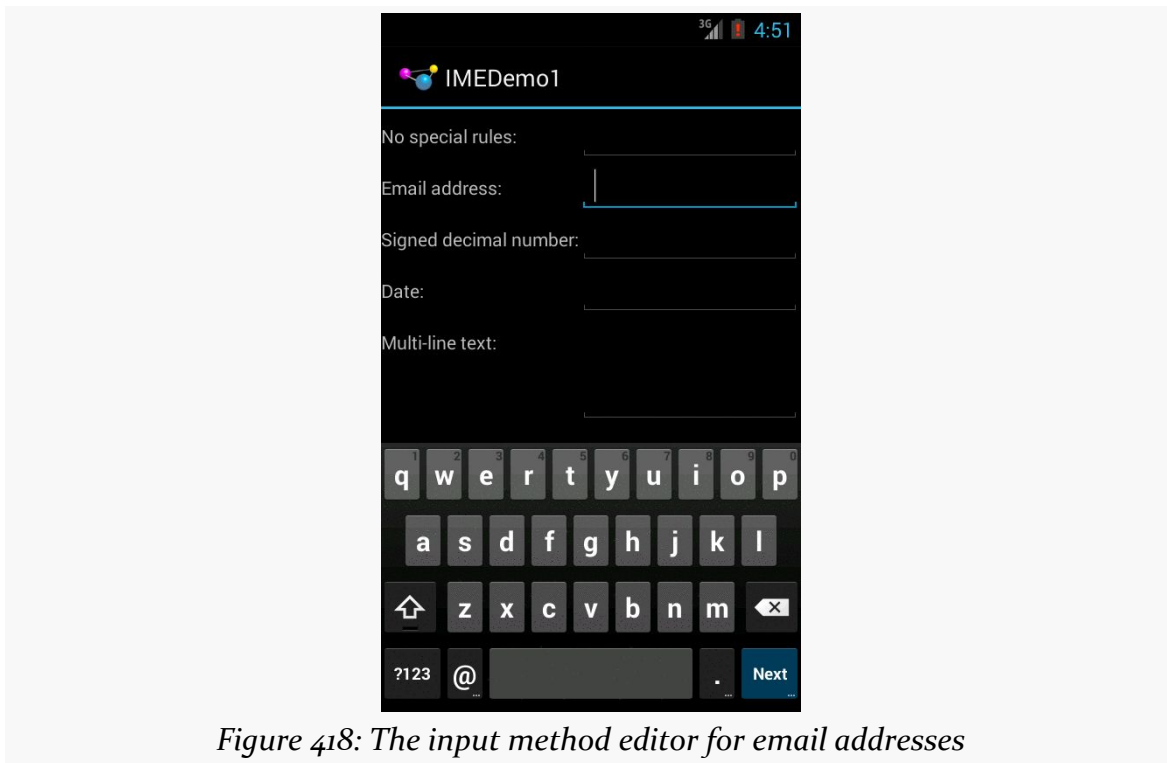 3G 4:51
IMEDemo1
No special rules:
Email address:
Signed decimal number:
Date:
Multi-line text:
1 2 3 4 5 6 7 8 9 0
q w e r t y u i o p
a s d f g h j k l
z x c v b n m
?123 @ . Next
Figure 418: The input method editor for email addresses